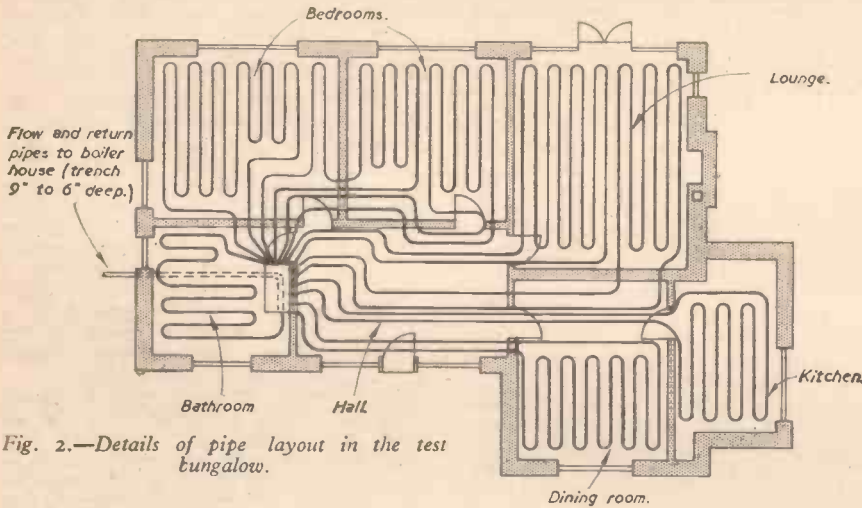 Bedrooms.
Lounge.
Flow and return
pipes to boiler
house (trench
9" to 6" deep.)
Bathroom
Hall.
Kitchen.
Fig. 2.—Details of pipe layout in the test
bungalow.
Dining room.